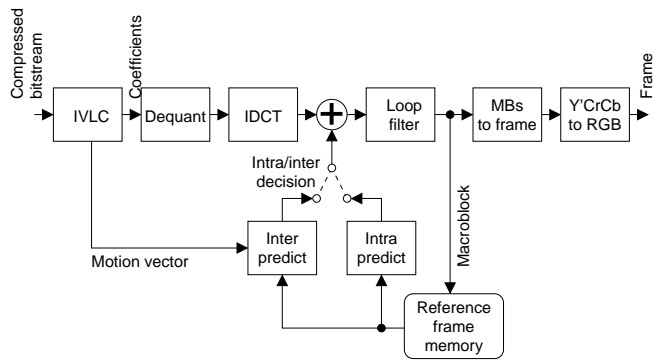 Compressed
bitstream
Coefficients
Frame
IVLC
Dequant
IDCT
+
Loop
filter
MBs
to frame
Y'CrCb
to RGB
Intra/inter
decision
Inter
predict
Intra
predict
Motion vector
Macroblock
Reference
frame
memory